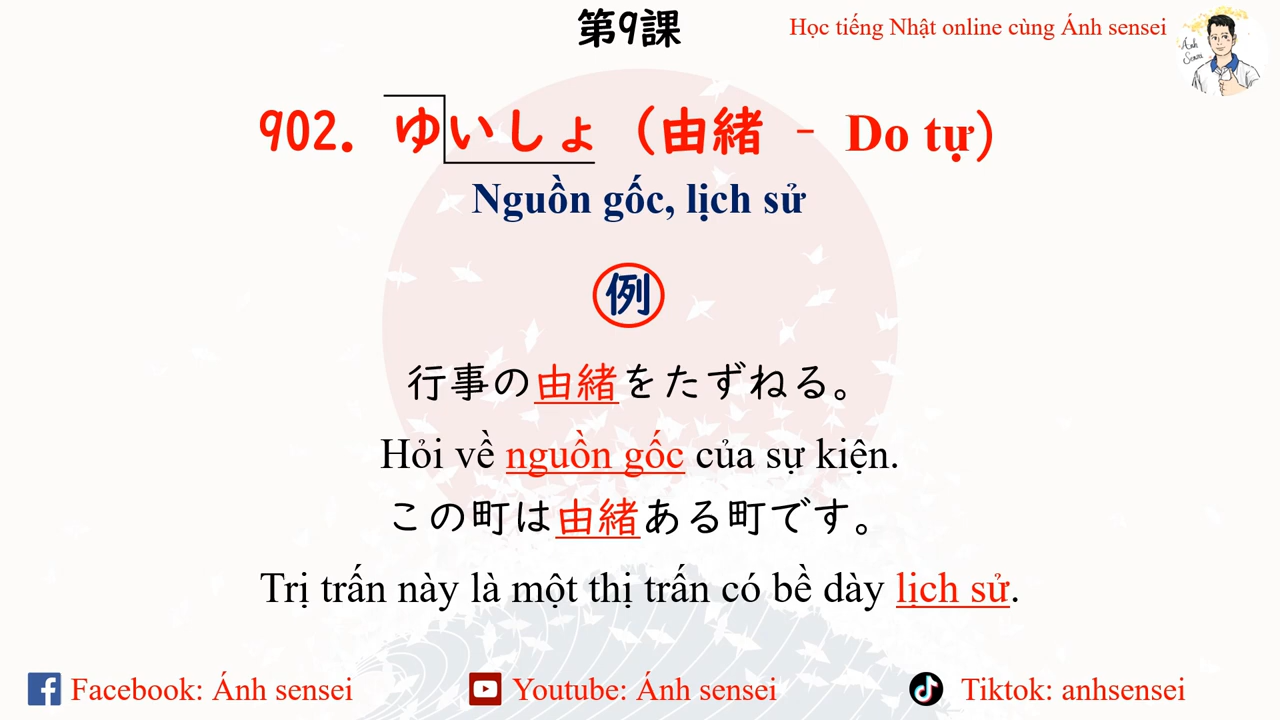 第9課
Học tiếng Nhật online cùng Ánh sensei
Ánh Sensei
902. ゆいしょ（由緒 - Do tự）
Nguồn gốc, lịch sử
例
行事の由緒をたずねる。
Hỏi về nguồn gốc của sự kiện.
この町は由緒ある町です。
Trị trấn này là một thị trấn có bề dày lịch sử.
Facebook: Ánh sensei
Youtube: Ánh sensei
Tiktok: anhsensei